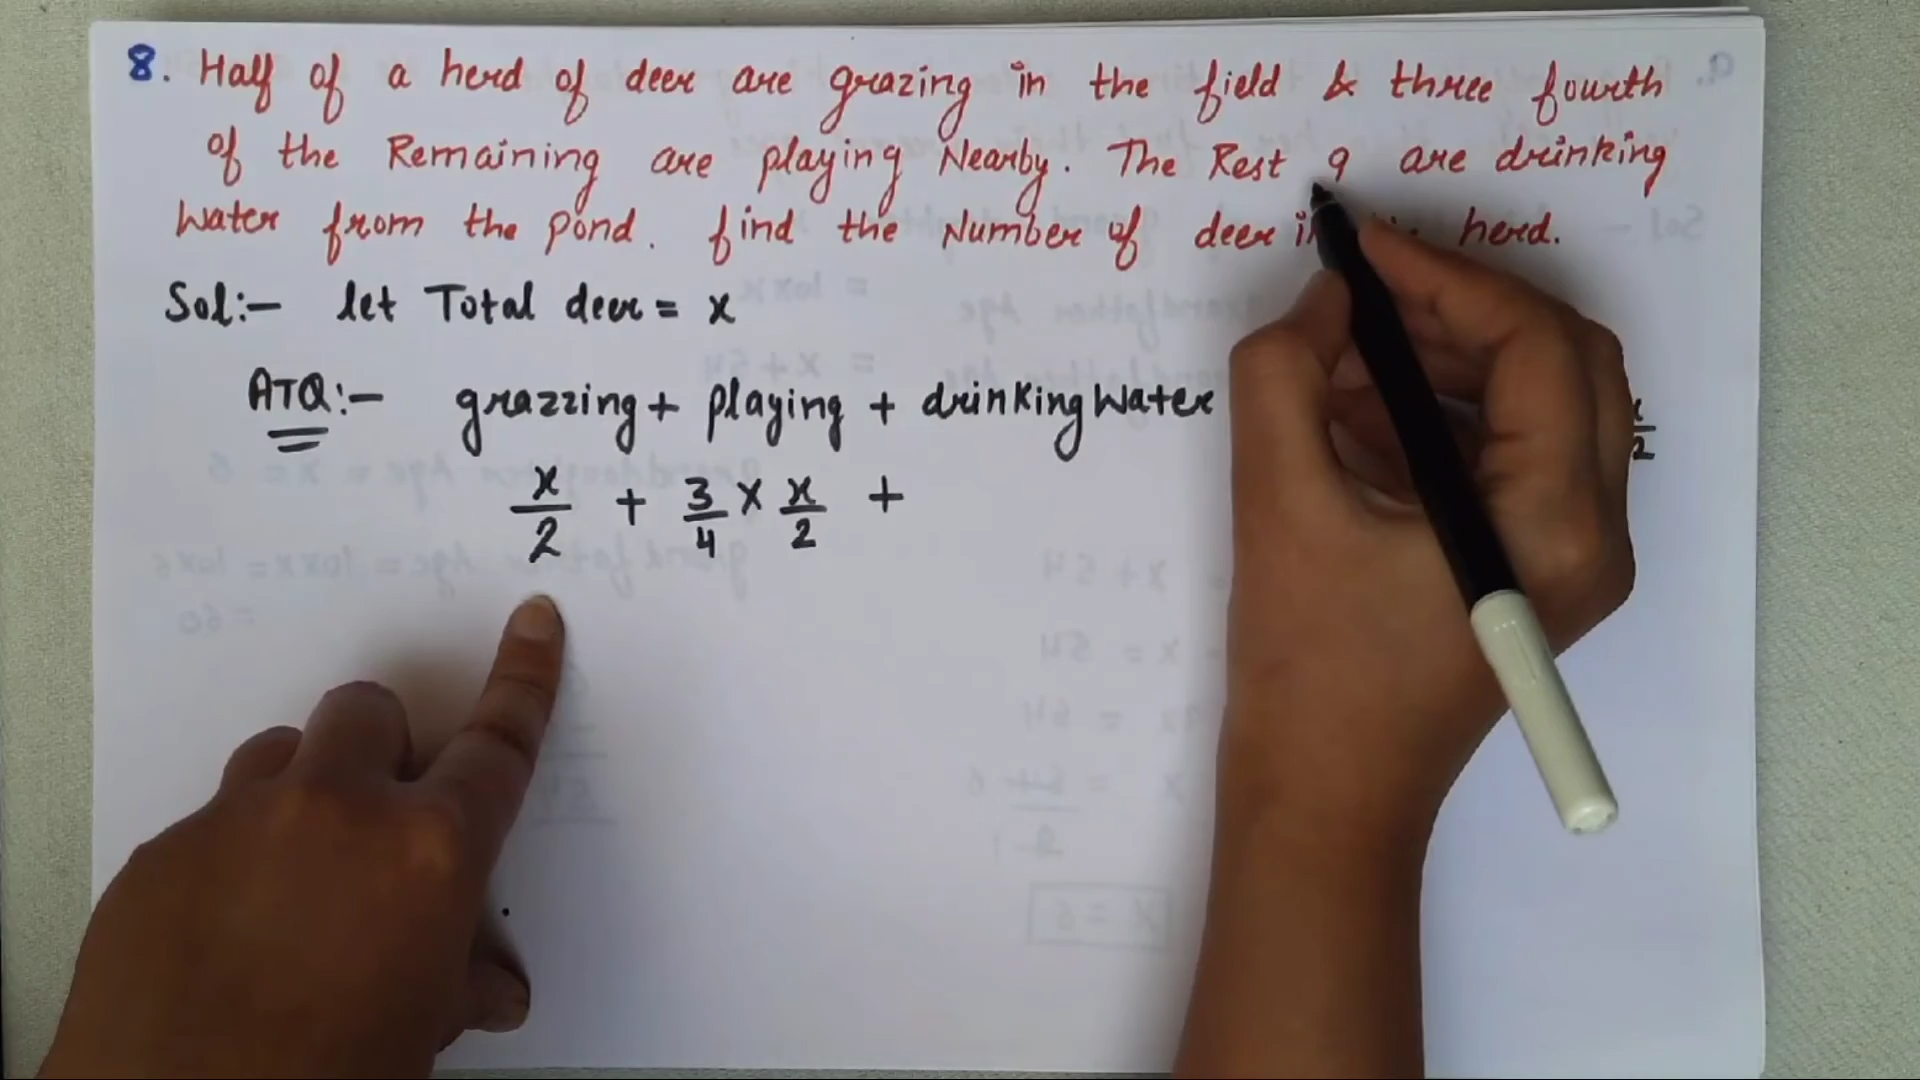 8. Half of a herd of deer are grazing in the field & three fourth
of the Remaining are playing Nearby. The Rest 9 are drinking
Water from the pond. find the Number of deer herd.
Sol:- let Total deer = x
ATQ:- grazzing + playing + drinking Water
x/2 + 3/4 × x/2 +